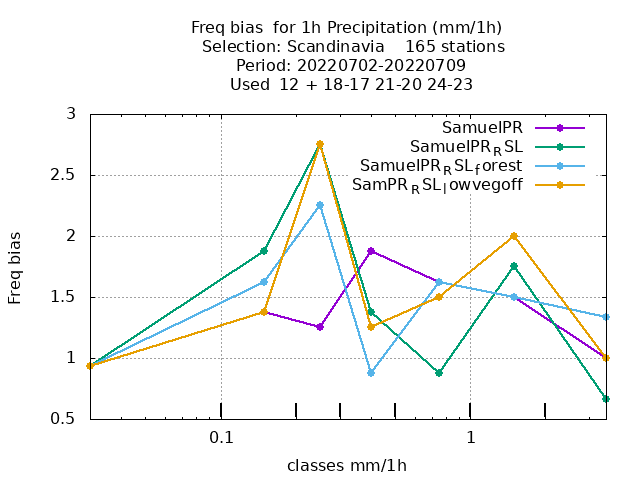 Freq bias  for 1h Precipitation (mm/1h)
Selection: Scandinavia    165 stations
Period: 20220702-20220709
Used  12 + 18-17 21-20 24-23
SamuelPR
SamuelPR_RSL
SamuelPR_RSL_forest
SamPR_RSL_lowvegoff
3
2.5
2
1.5
1
0.5
Freq bias
0.1 1
classes mm/1h